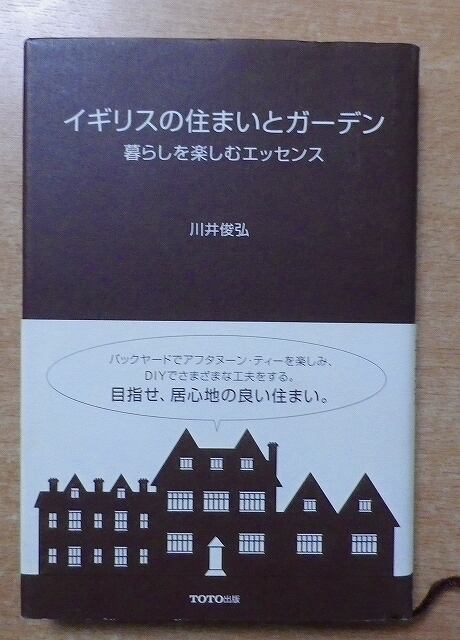 イギリスの住まいとガーデン
暮らしを楽しむエッセンス
川井俊弘
バックヤードでアフタヌーン・ティーを楽しみ、
DIYでさまざまな工夫をする。
目指せ、居心地の良い住まい。
TOTO出版